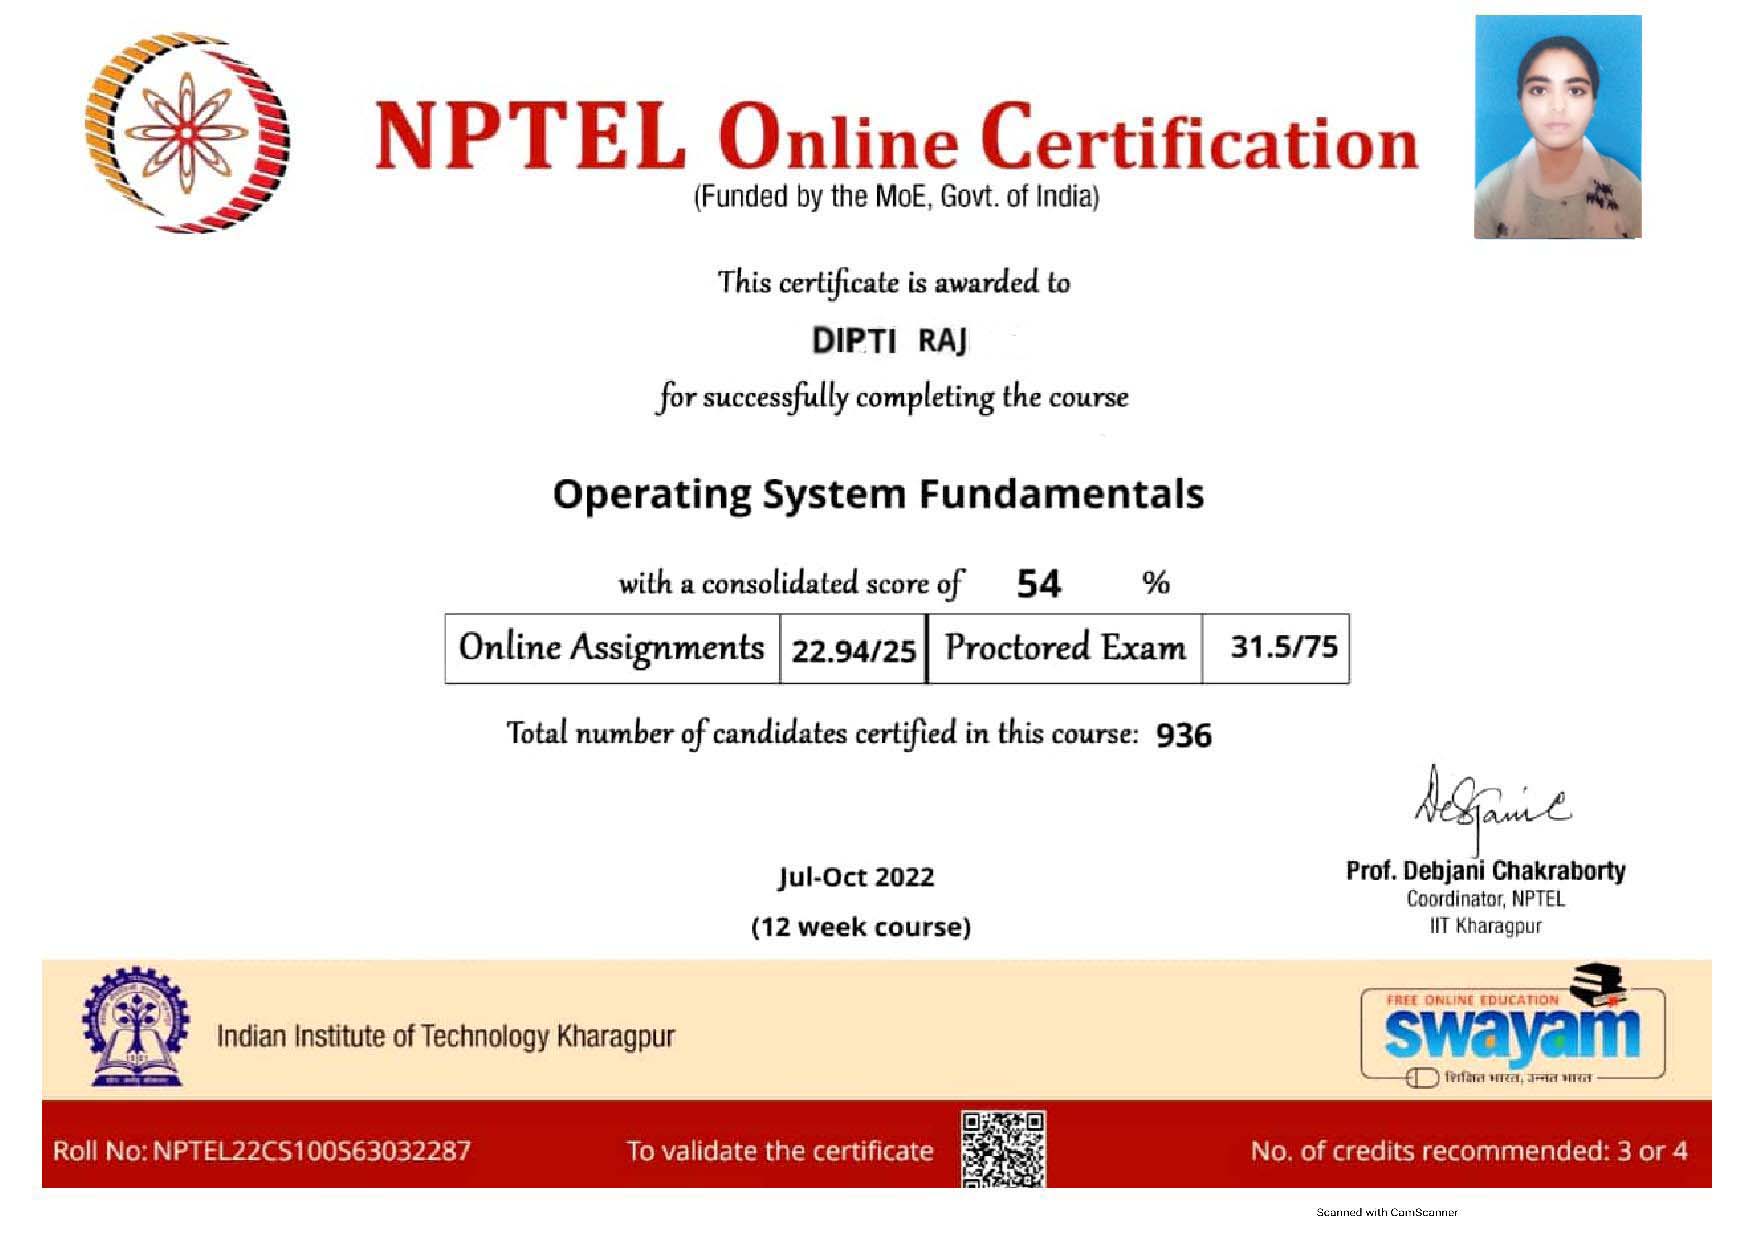 NPTEL Online Certification
(Funded by the MoE, Govt. of India)
This certificate is awarded to
DIPTI RAJ
for successfully completing the course
Operating System Fundamentals
with a consolidated score of 54 %
Online Assignments 22.94/25 Proctored Exam 31.5/75
Total number of candidates certified in this course: 936
Jul-Oct 2022
(12 week course)
Prof. Debjani Chakraborty
Coordinator, NPTEL
IIT Kharagpur
Indian Institute of Technology Kharagpur
FREE ONLINE EDUCATION
swayam
शिक्षित भारत, उन्नत भारत
Roll No: NPTEL22CS100S63032287
To validate the certificate
No. of credits recommended: 3 or 4
Scanned with CamScanner